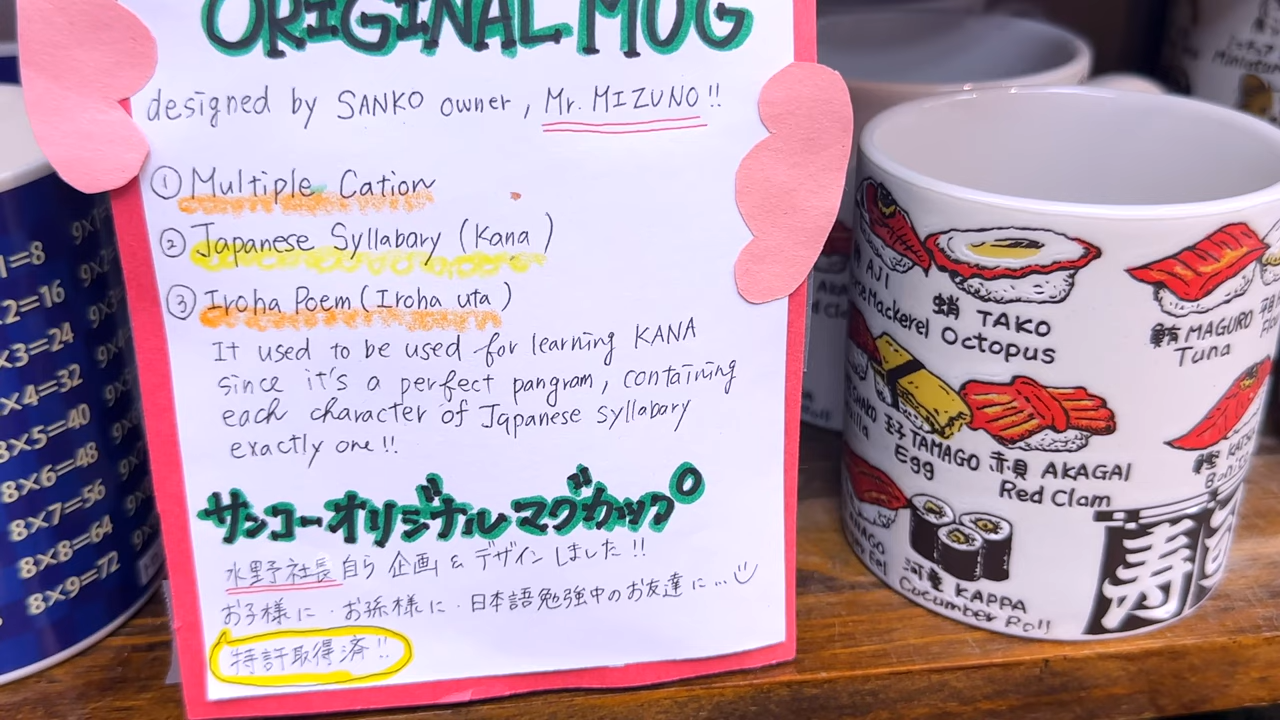 ORIGINAL MUG
designed by SANKO owner, Mr. MIZUNO!!
① Multiple Cation
② Japanese Syllabary (Kana)
③ Iroha Poem (Iroha uta)
It used to be used for learning KANA
since it's a perfect pangram, containing
each character of Japanese syllabary
exactly one!!
サンコーオリジナルマグカップ
水野社長自ら企画&デザインしました!!
お子様に・お孫様に・日本語勉強中のお友達に…
特許取得済!!
1=8
2=16
×3=24
×4=32
8×5=40
8×6=48
8×7=56
8×8=64
8×9=72
9×1=
9×2=
9×3=
AJI
Mackerel
蛸 TAKO
Octopus
鮪 MAGURO
Tuna
SHAKO
玉子 TAMAGO
Egg
赤貝 AKAGAI
Red Clam
鰹 KATS
Bonit
河童 KAPPA
Cucumber Roll
寿司